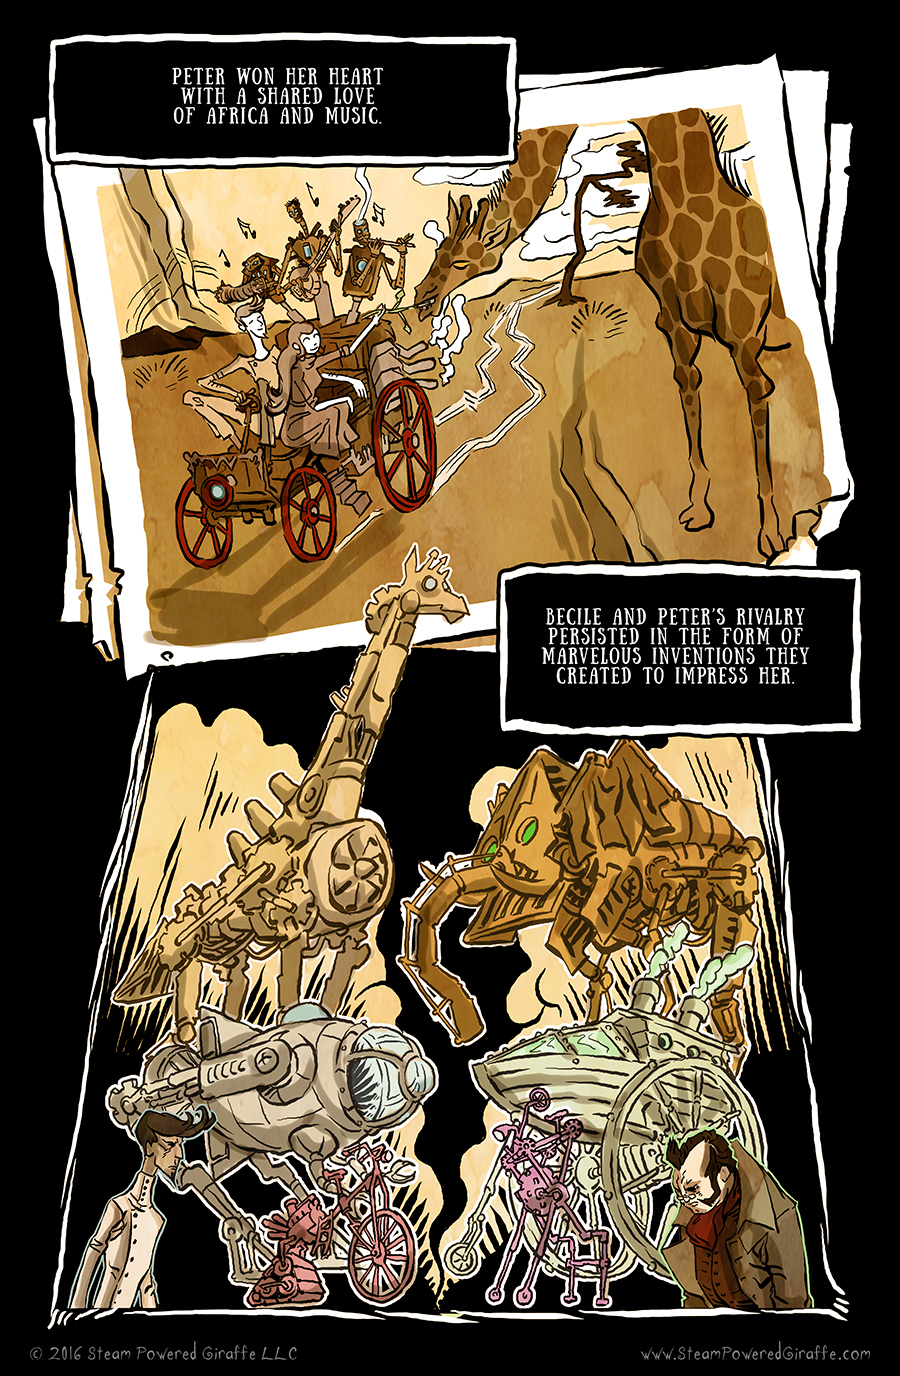 PETER WON HER HEART
WITH A SHARED LOVE
OF AFRICA AND MUSIC.
BECILE AND PETER'S RIVALRY
PERSISTED IN THE FORM OF
MARVELOUS INVENTIONS THEY
CREATED TO IMPRESS HER.
© 2016 Steam Powered Giraffe LLC
www.SteamPoweredGiraffe.com